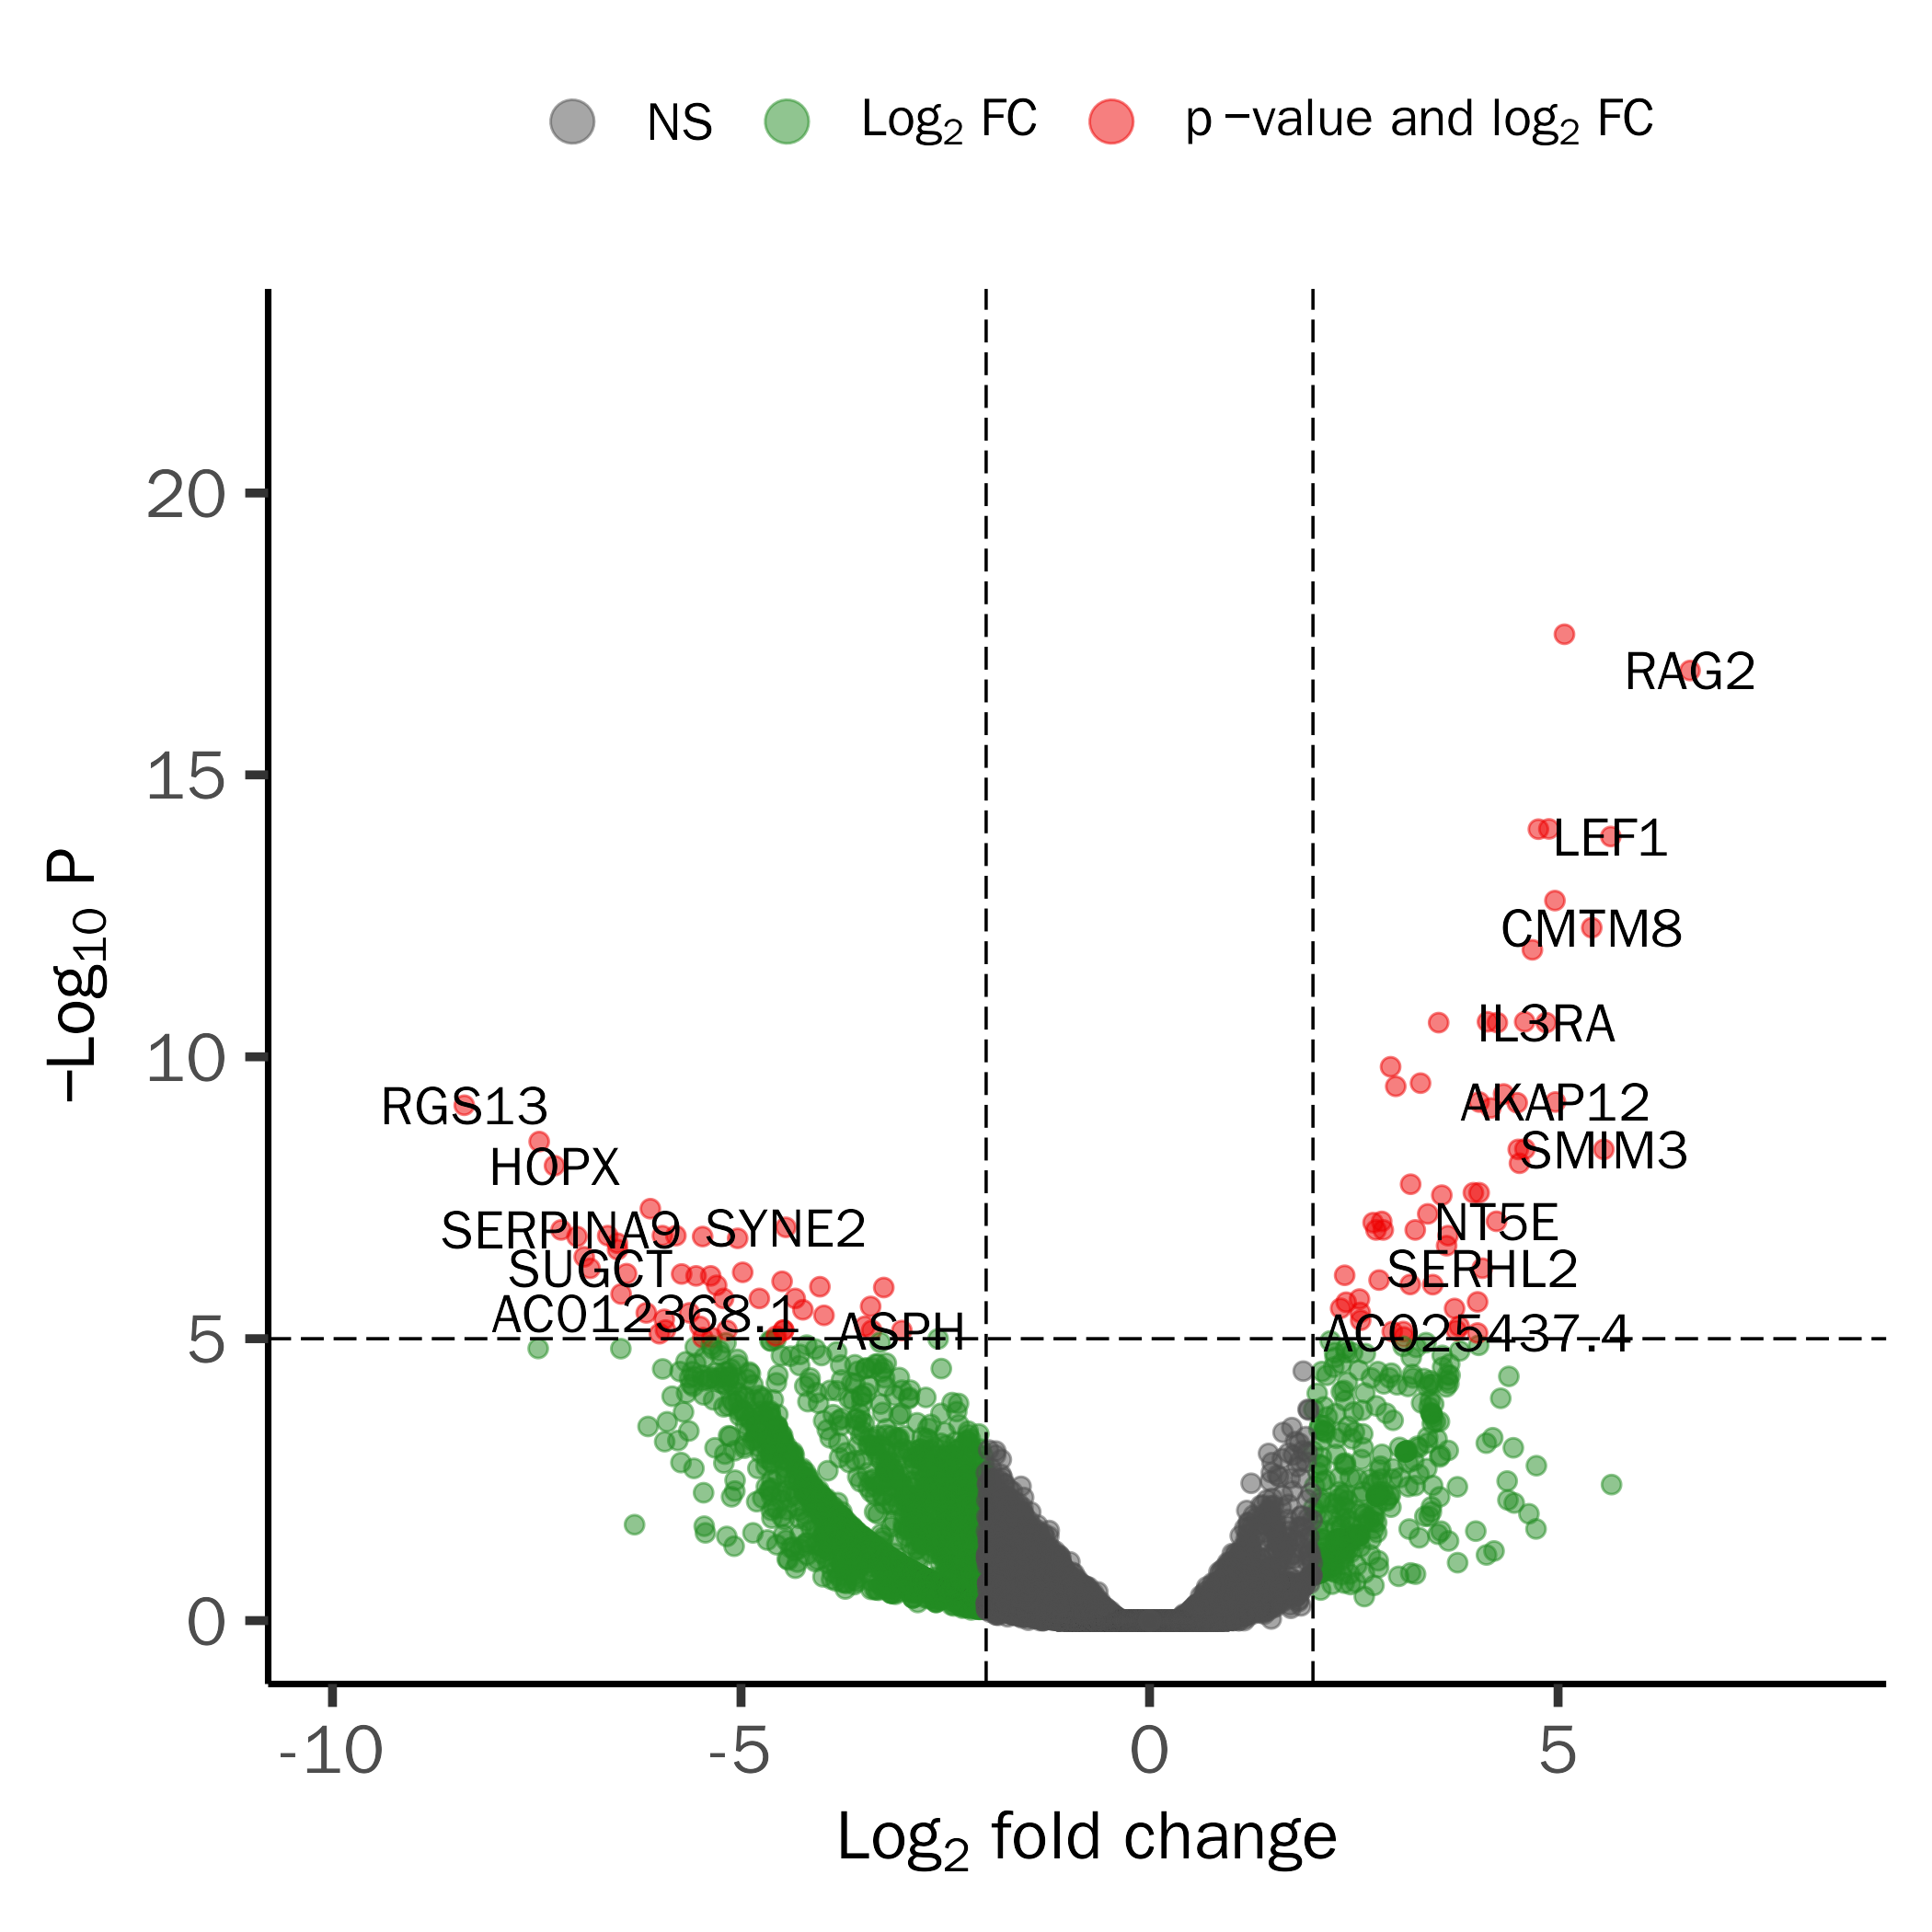 NS Log2 FC p −value and log2 FC
20
15
10
5
0
−Log10 P
RAG2
LEF1
CMTM8
IL3RA
RGS13
AKAP12
HOPX
SMIM3
SERPINA9
SYNE2
NT5E
SUGCT
SERHL2
AC012368.1
ASPH
AC025437.4
-10 -5 0 5
Log2 fold change